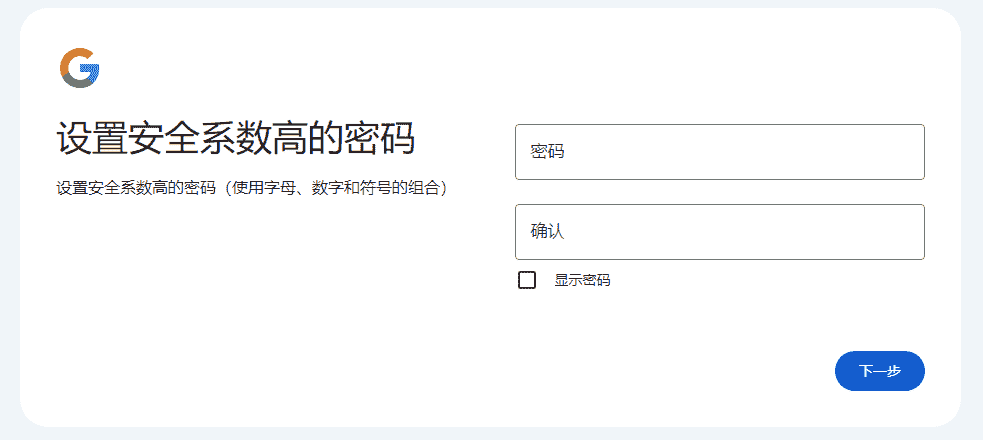 设置安全系数高的密码
设置安全系数高的密码（使用字母、数字和符号的组合）
密码
确认
显示密码
下一步